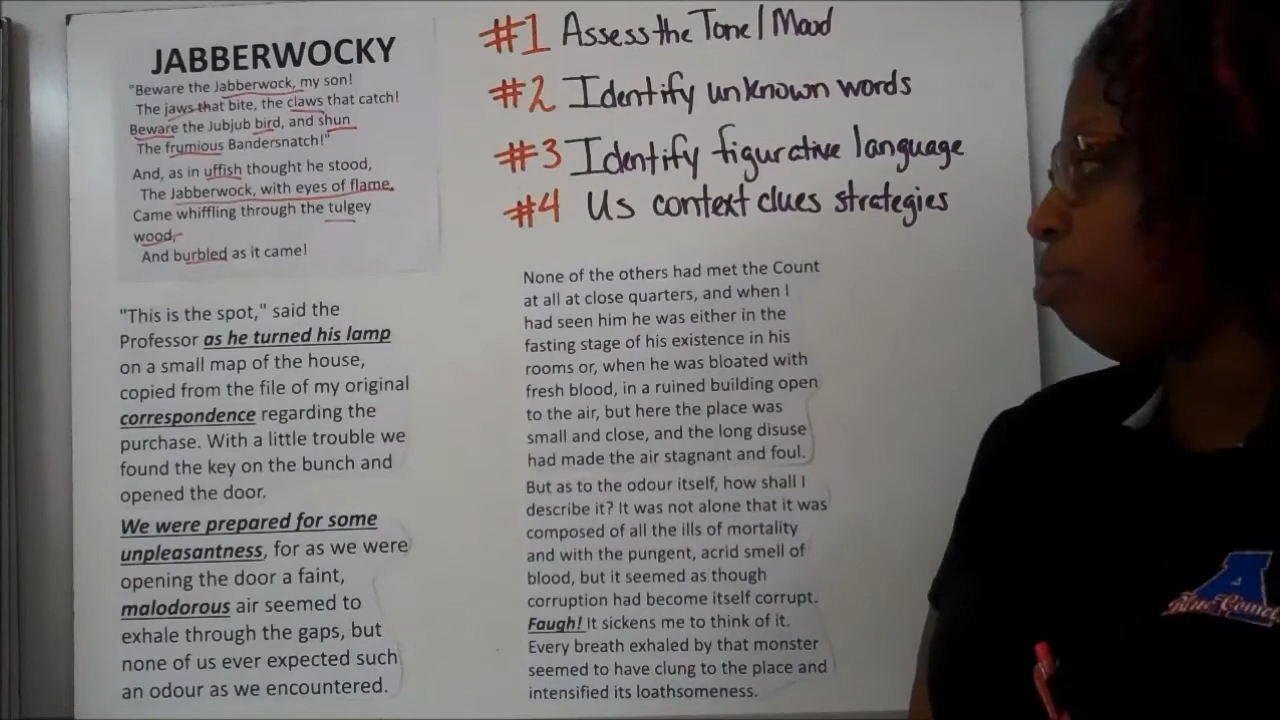 JABBERWOCKY
"Beware the Jabberwock, my son!
The jaws that bite, the claws that catch!
Beware the Jubjub bird, and shun
The frumious Bandersnatch!"
And, as in uffish thought he stood,
The Jabberwock, with eyes of flame,
Came whiffling through the tulgey
wood,
And burbled as it came!
"This is the spot," said the
Professor as he turned his lamp
on a small map of the house,
copied from the file of my original
correspondence regarding the
purchase. With a little trouble we
found the key on the bunch and
opened the door.
We were prepared for some
unpleasantness, for as we were
opening the door a faint,
malodorous air seemed to
exhale through the gaps, but
none of us ever expected such
an odour as we encountered.
#1 Assess the Tone/Mood
#2 Identify unknown words
#3 Identify figurative language
#4 Us context clues strategies
None of the others had met the Count
at all at close quarters, and when I
had seen him he was either in the
fasting stage of his existence in his
rooms or, when he was bloated with
fresh blood, in a ruined building open
to the air, but here the place was
small and close, and the long disuse
had made the air stagnant and foul.
But as to the odour itself, how shall I
describe it? It was not alone that it was
composed of all the ills of mortality
and with the pungent, acrid smell of
blood, but it seemed as though
corruption had become itself corrupt.
Faugh! It sickens me to think of it.
Every breath exhaled by that monster
seemed to have clung to the place and
intensified its loathsomeness.
A
Blue Comet